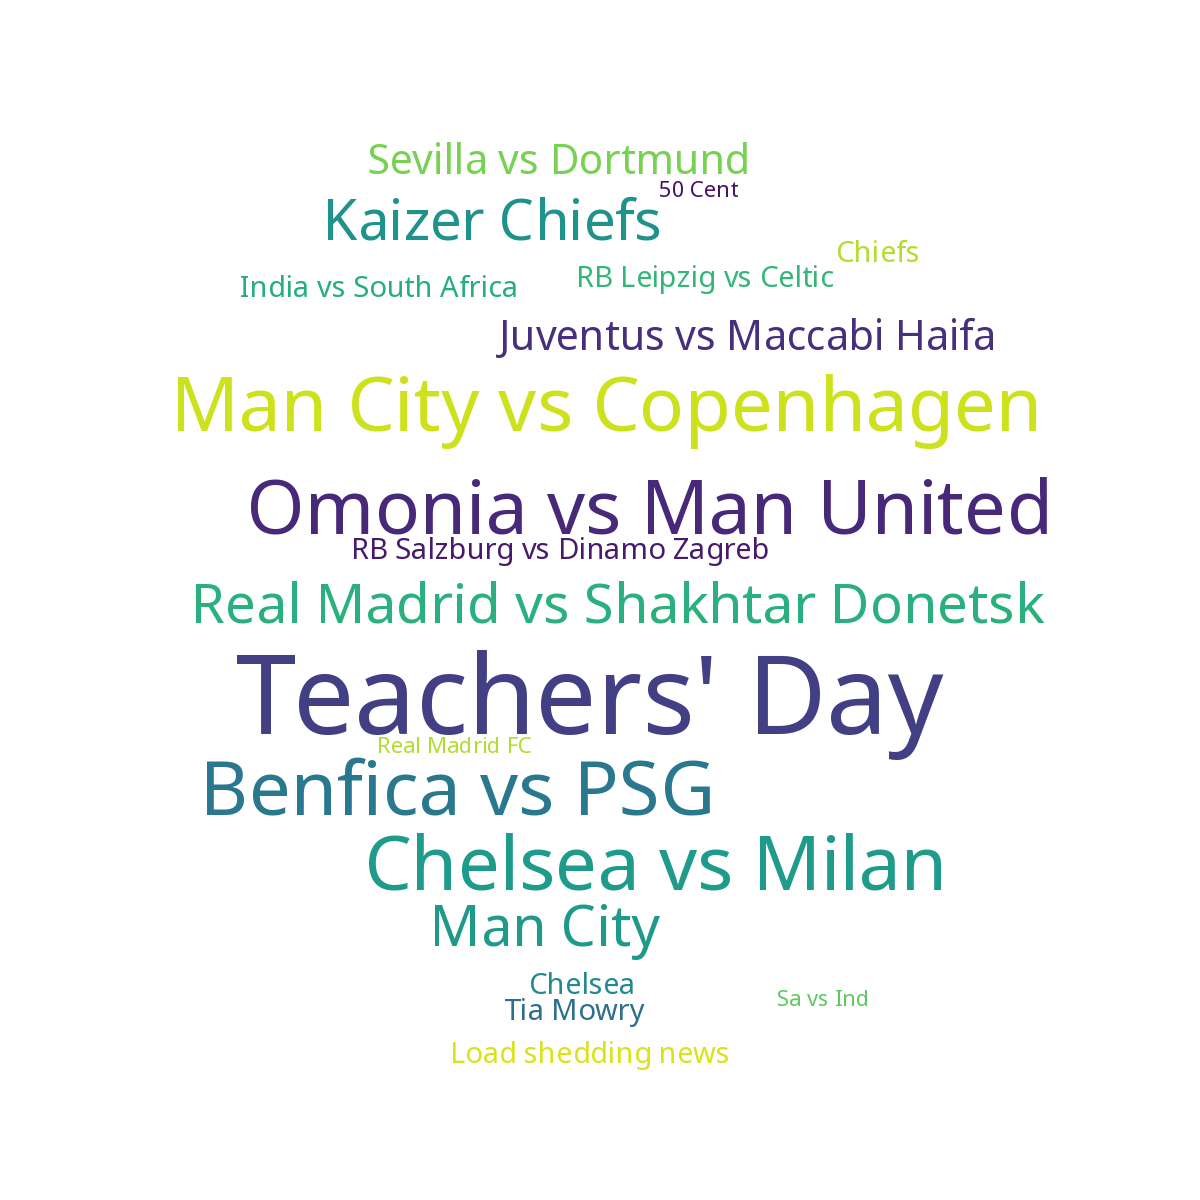 Sevilla vs Dortmund
50 Cent
Kaizer Chiefs
Chiefs
India vs South Africa
RB Leipzig vs Celtic
Juventus vs Maccabi Haifa
Man City vs Copenhagen
Omonia vs Man United
RB Salzburg vs Dinamo Zagreb
Real Madrid vs Shakhtar Donetsk
Teachers' Day
Real Madrid FC
Benfica vs PSG
Chelsea vs Milan
Man City
Chelsea
Sa vs Ind
Tia Mowry
Load shedding news